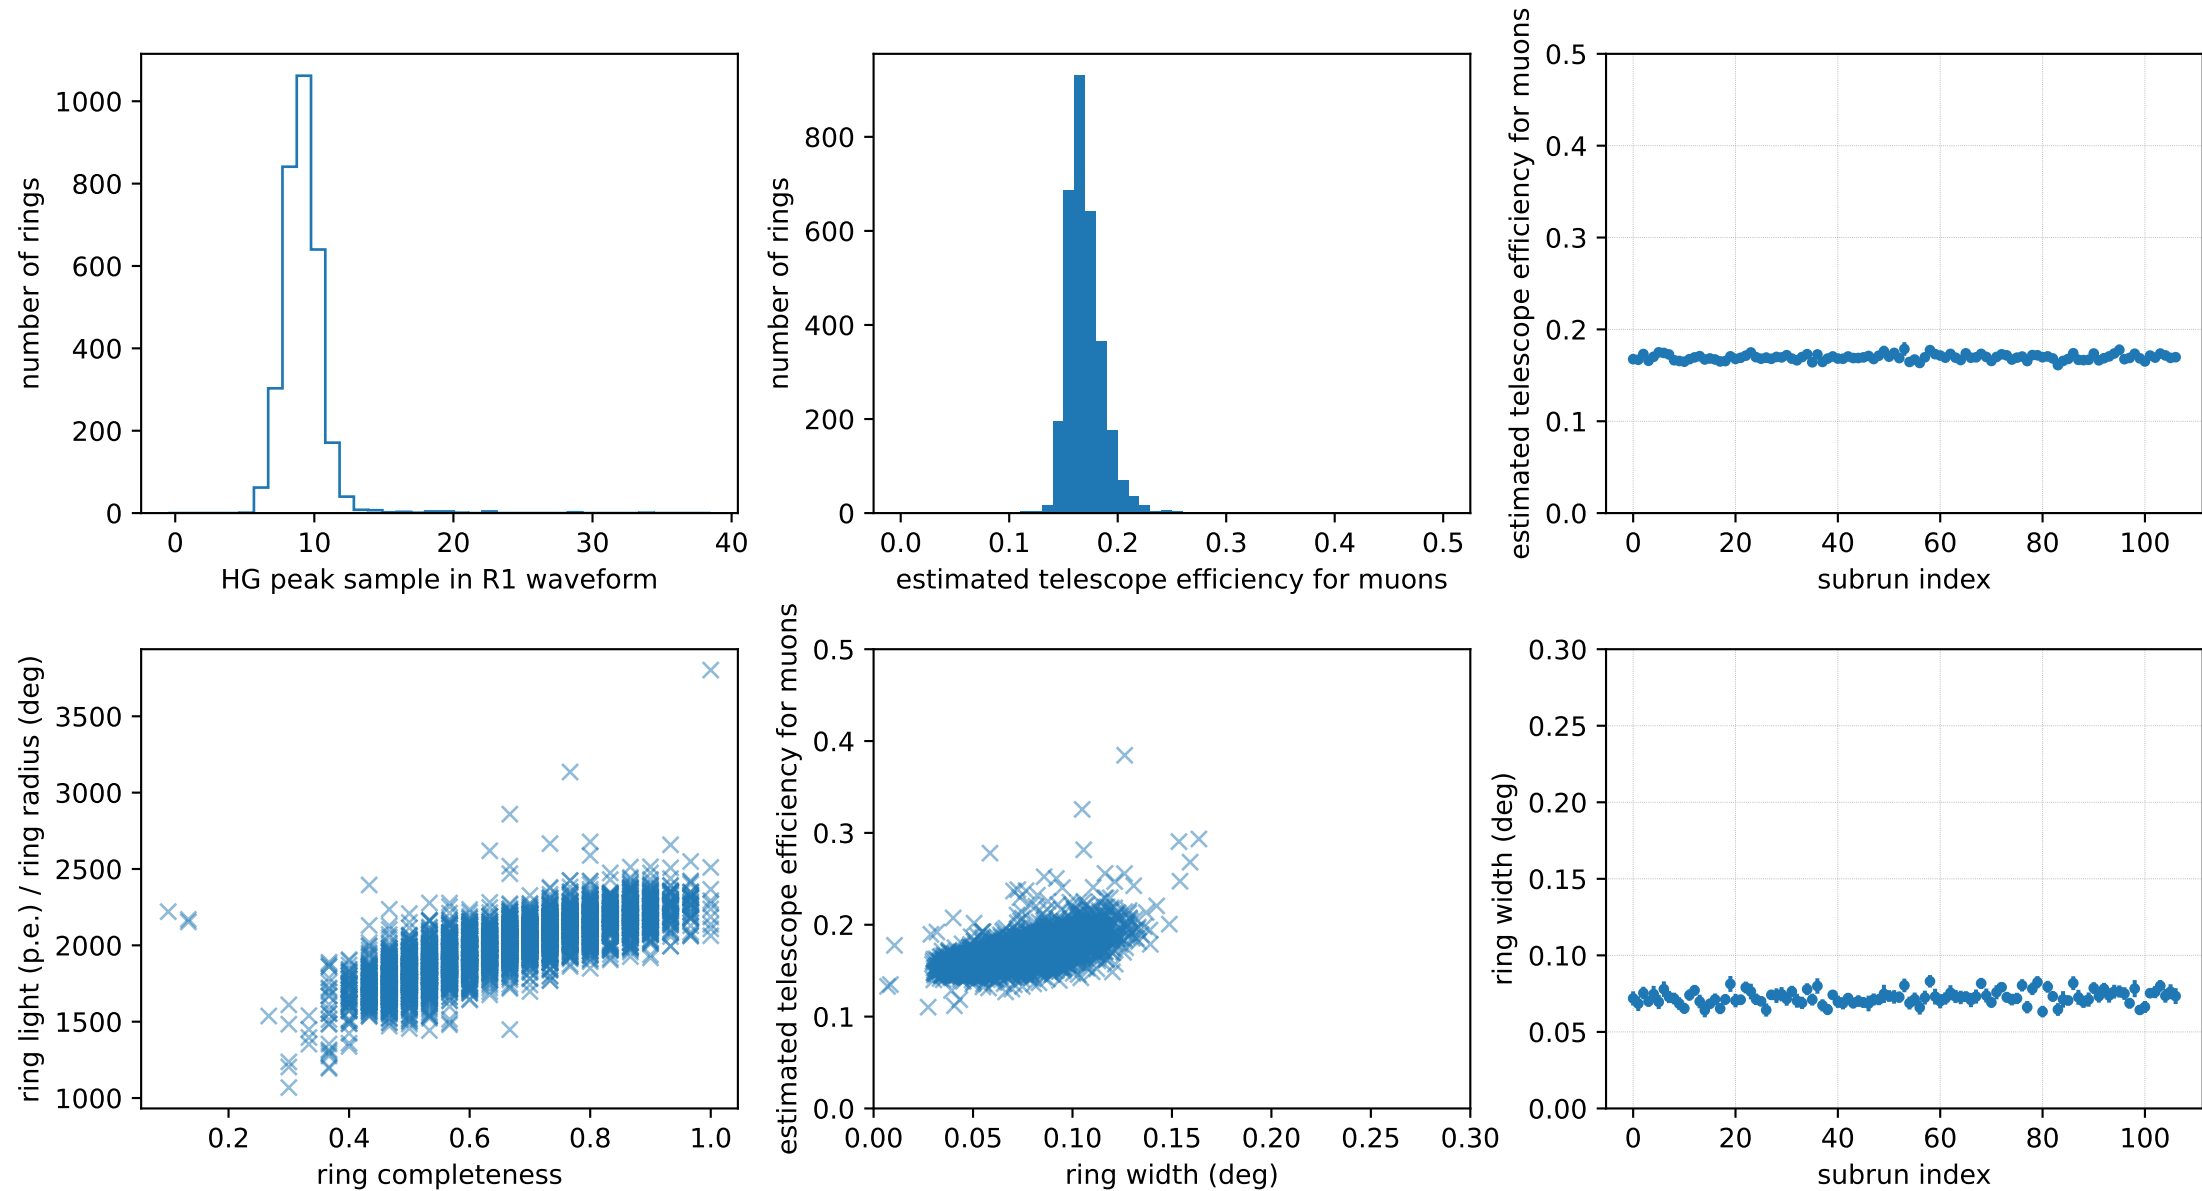 number of rings
1000
800
600
400
200
0
0 10 20 30 40
HG peak sample in R1 waveform
number of rings
800
600
400
200
0
0.0 0.1 0.2 0.3 0.4 0.5
estimated telescope efficiency for muons
estimated telescope efficiency for muons
0.5
0.4
0.3
0.2
0.1
0.0
0 20 40 60 80 100
subrun index
ring light (p.e.) / ring radius (deg)
3500
3000
2500
2000
1500
1000
0.2 0.4 0.6 0.8 1.0
ring completeness
estimated telescope efficiency for muons
0.5
0.4
0.3
0.2
0.1
0.0
0.00 0.05 0.10 0.15 0.20 0.25 0.30
ring width (deg)
ring width (deg)
0.30
0.25
0.20
0.15
0.10
0.05
0.00
0 20 40 60 80 100
subrun index